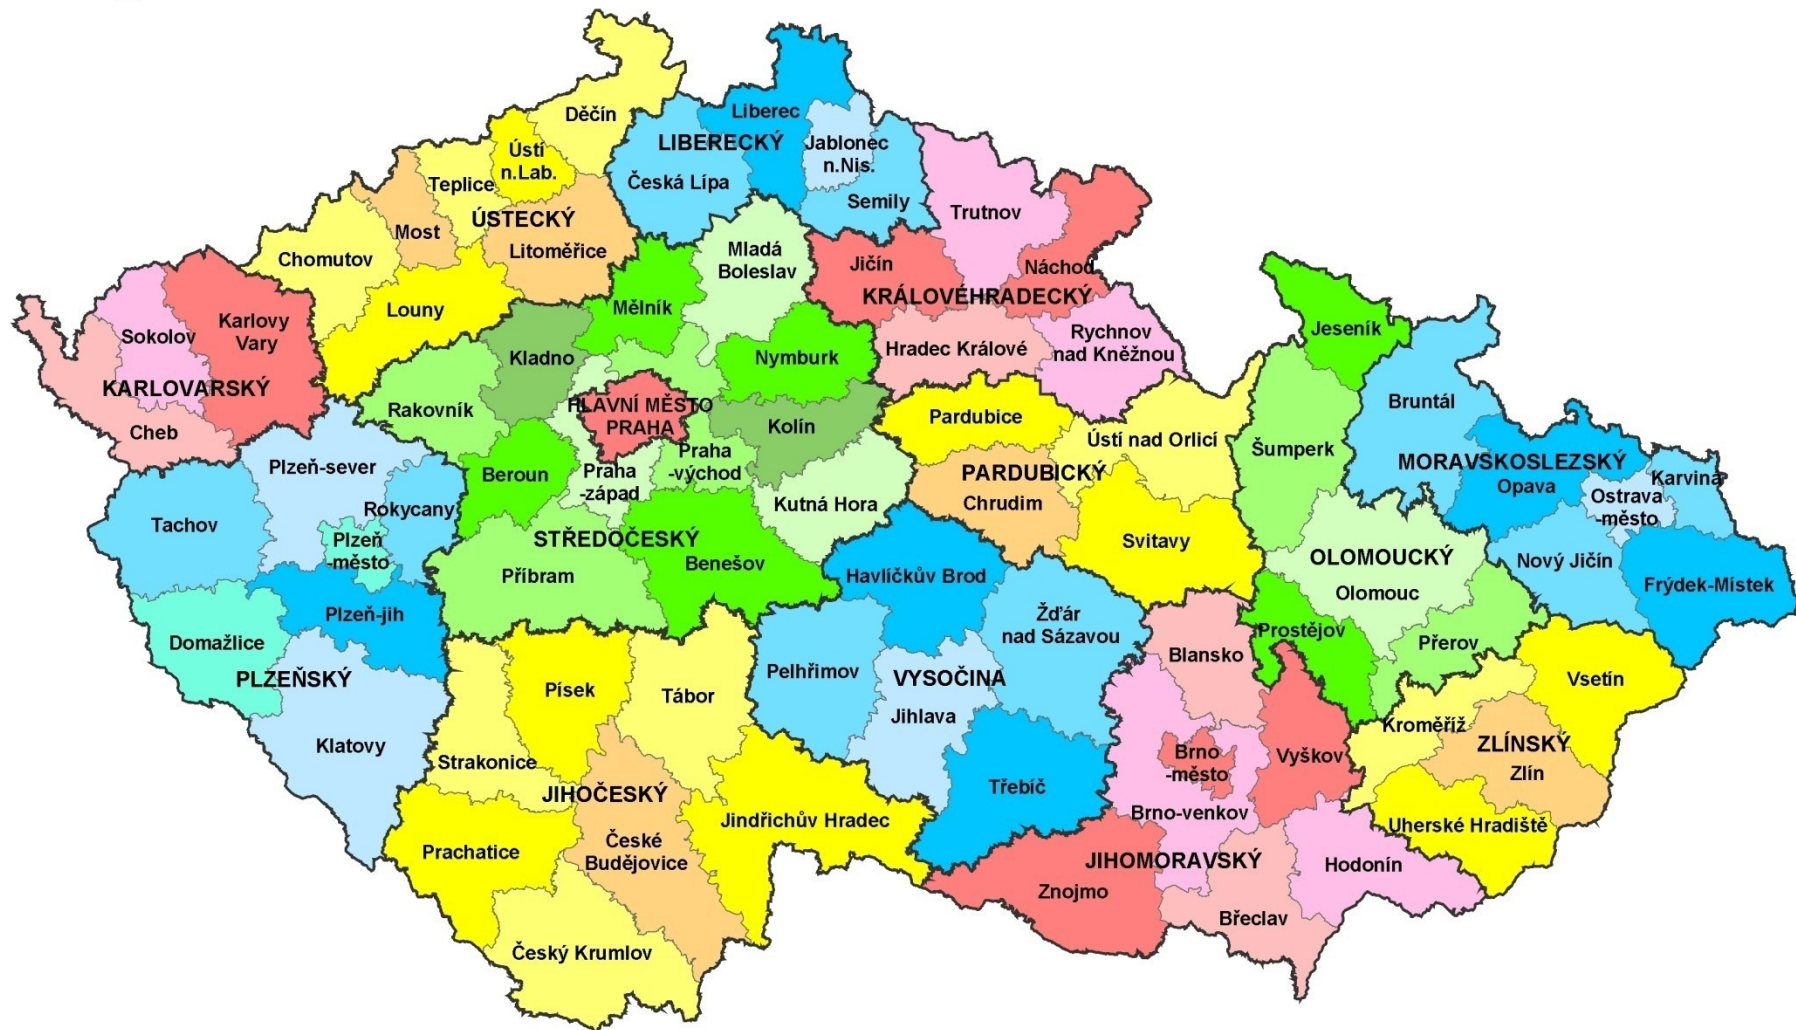 Děčín
Liberec
Ústí
n.Lab.
LIBERECKÝ
Jablonec
n.Nis.
Teplice
Česká Lípa
Semily
Trutnov
ÚSTECKÝ
Most
Litoměřice
Chomutov
Mladá
Boleslav
Jičín
Náchod
KRÁLOVÉHRADECKÝ
Louny
Mělník
Karlovy
Vary
Sokolov
Kladno
Nymburk
Hradec Králové
Rychnov
nad Kněžnou
Jeseník
KARLOVARSKÝ
Cheb
Rakovník
HLAVNÍ MĚSTO
PRAHA
Kolín
Pardubice
Ústí nad Orlicí
Bruntál
Šumperk
Plzeň-sever
Beroun
Praha
-západ
Praha
-východ
PARDUBICKÝ
MORAVSKOSLEZSKÝ
Opava
Karviná
Ostrava
-město
Kutná Hora
Chrudim
Rokycany
Tachov
Plzeň
-město
STŘEDOČESKÝ
Svitavy
OLOMOUCKÝ
Nový Jičín
Příbram
Benešov
Havlíčkův Brod
Olomouc
Frýdek-Místek
Plzeň-jih
Žďár
nad Sázavou
Domažlice
Prostějov
Přerov
Blansko
PLZEŇSKÝ
Písek
Tábor
Pelhřimov
VYSOČINA
Vsetín
Jihlava
Klatovy
Kroměříž
Strakonice
ZLÍNSKÝ
Zlín
Brno
-město
Vyškov
JIHOČESKÝ
Třebíč
Jindřichův Hradec
Brno-venkov
Uherské Hradiště
Prachatice
České
Budějovice
JIHOMORAVSKÝ
Hodonín
Znojmo
Břeclav
Český Krumlov